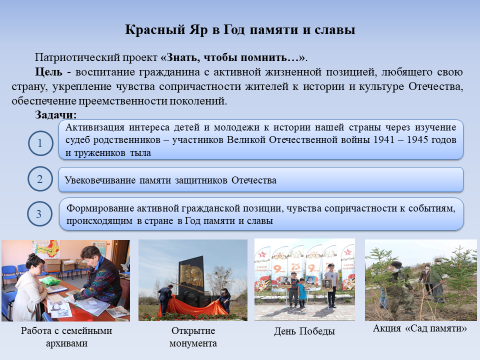 Красный Яр в Год памяти и славы
Патриотический проект «Знать, чтобы помнить…».
Цель - воспитание гражданина с активной жизненной позицией, любящего свою
страну, укрепление чувства сопричастности жителей к истории и культуре Отечества,
обеспечение преемственности поколений.
Задачи:
1
Активизация интереса детей и молодежи к истории нашей страны через изучение
судеб родственников – участников Великой Отечественной войны 1941 – 1945 годов
и тружеников тыла
2
Увековечивание памяти защитников Отечества
3
Формирование активной гражданской позиции, чувства сопричастности к событиям,
происходящим в стране в Год памяти и славы
Работа с семейными
архивами
Открытие
монумента
День Победы
Акция «Сад памяти»